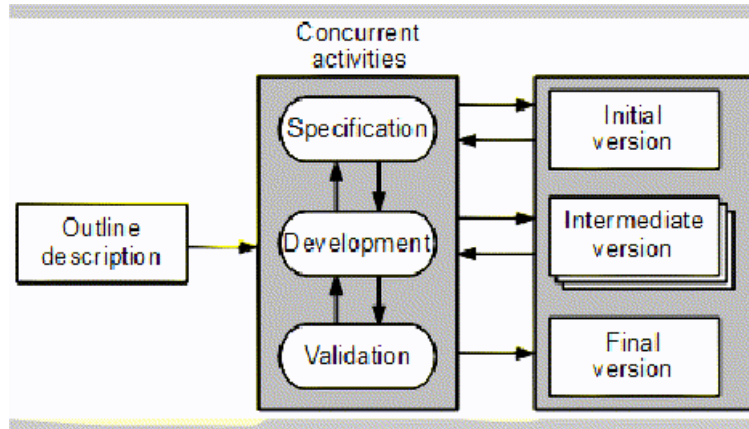 Concurrent
activities
Specification
Initial
version
Outline
description
Development
Intermediate
version
Validation
Final
version